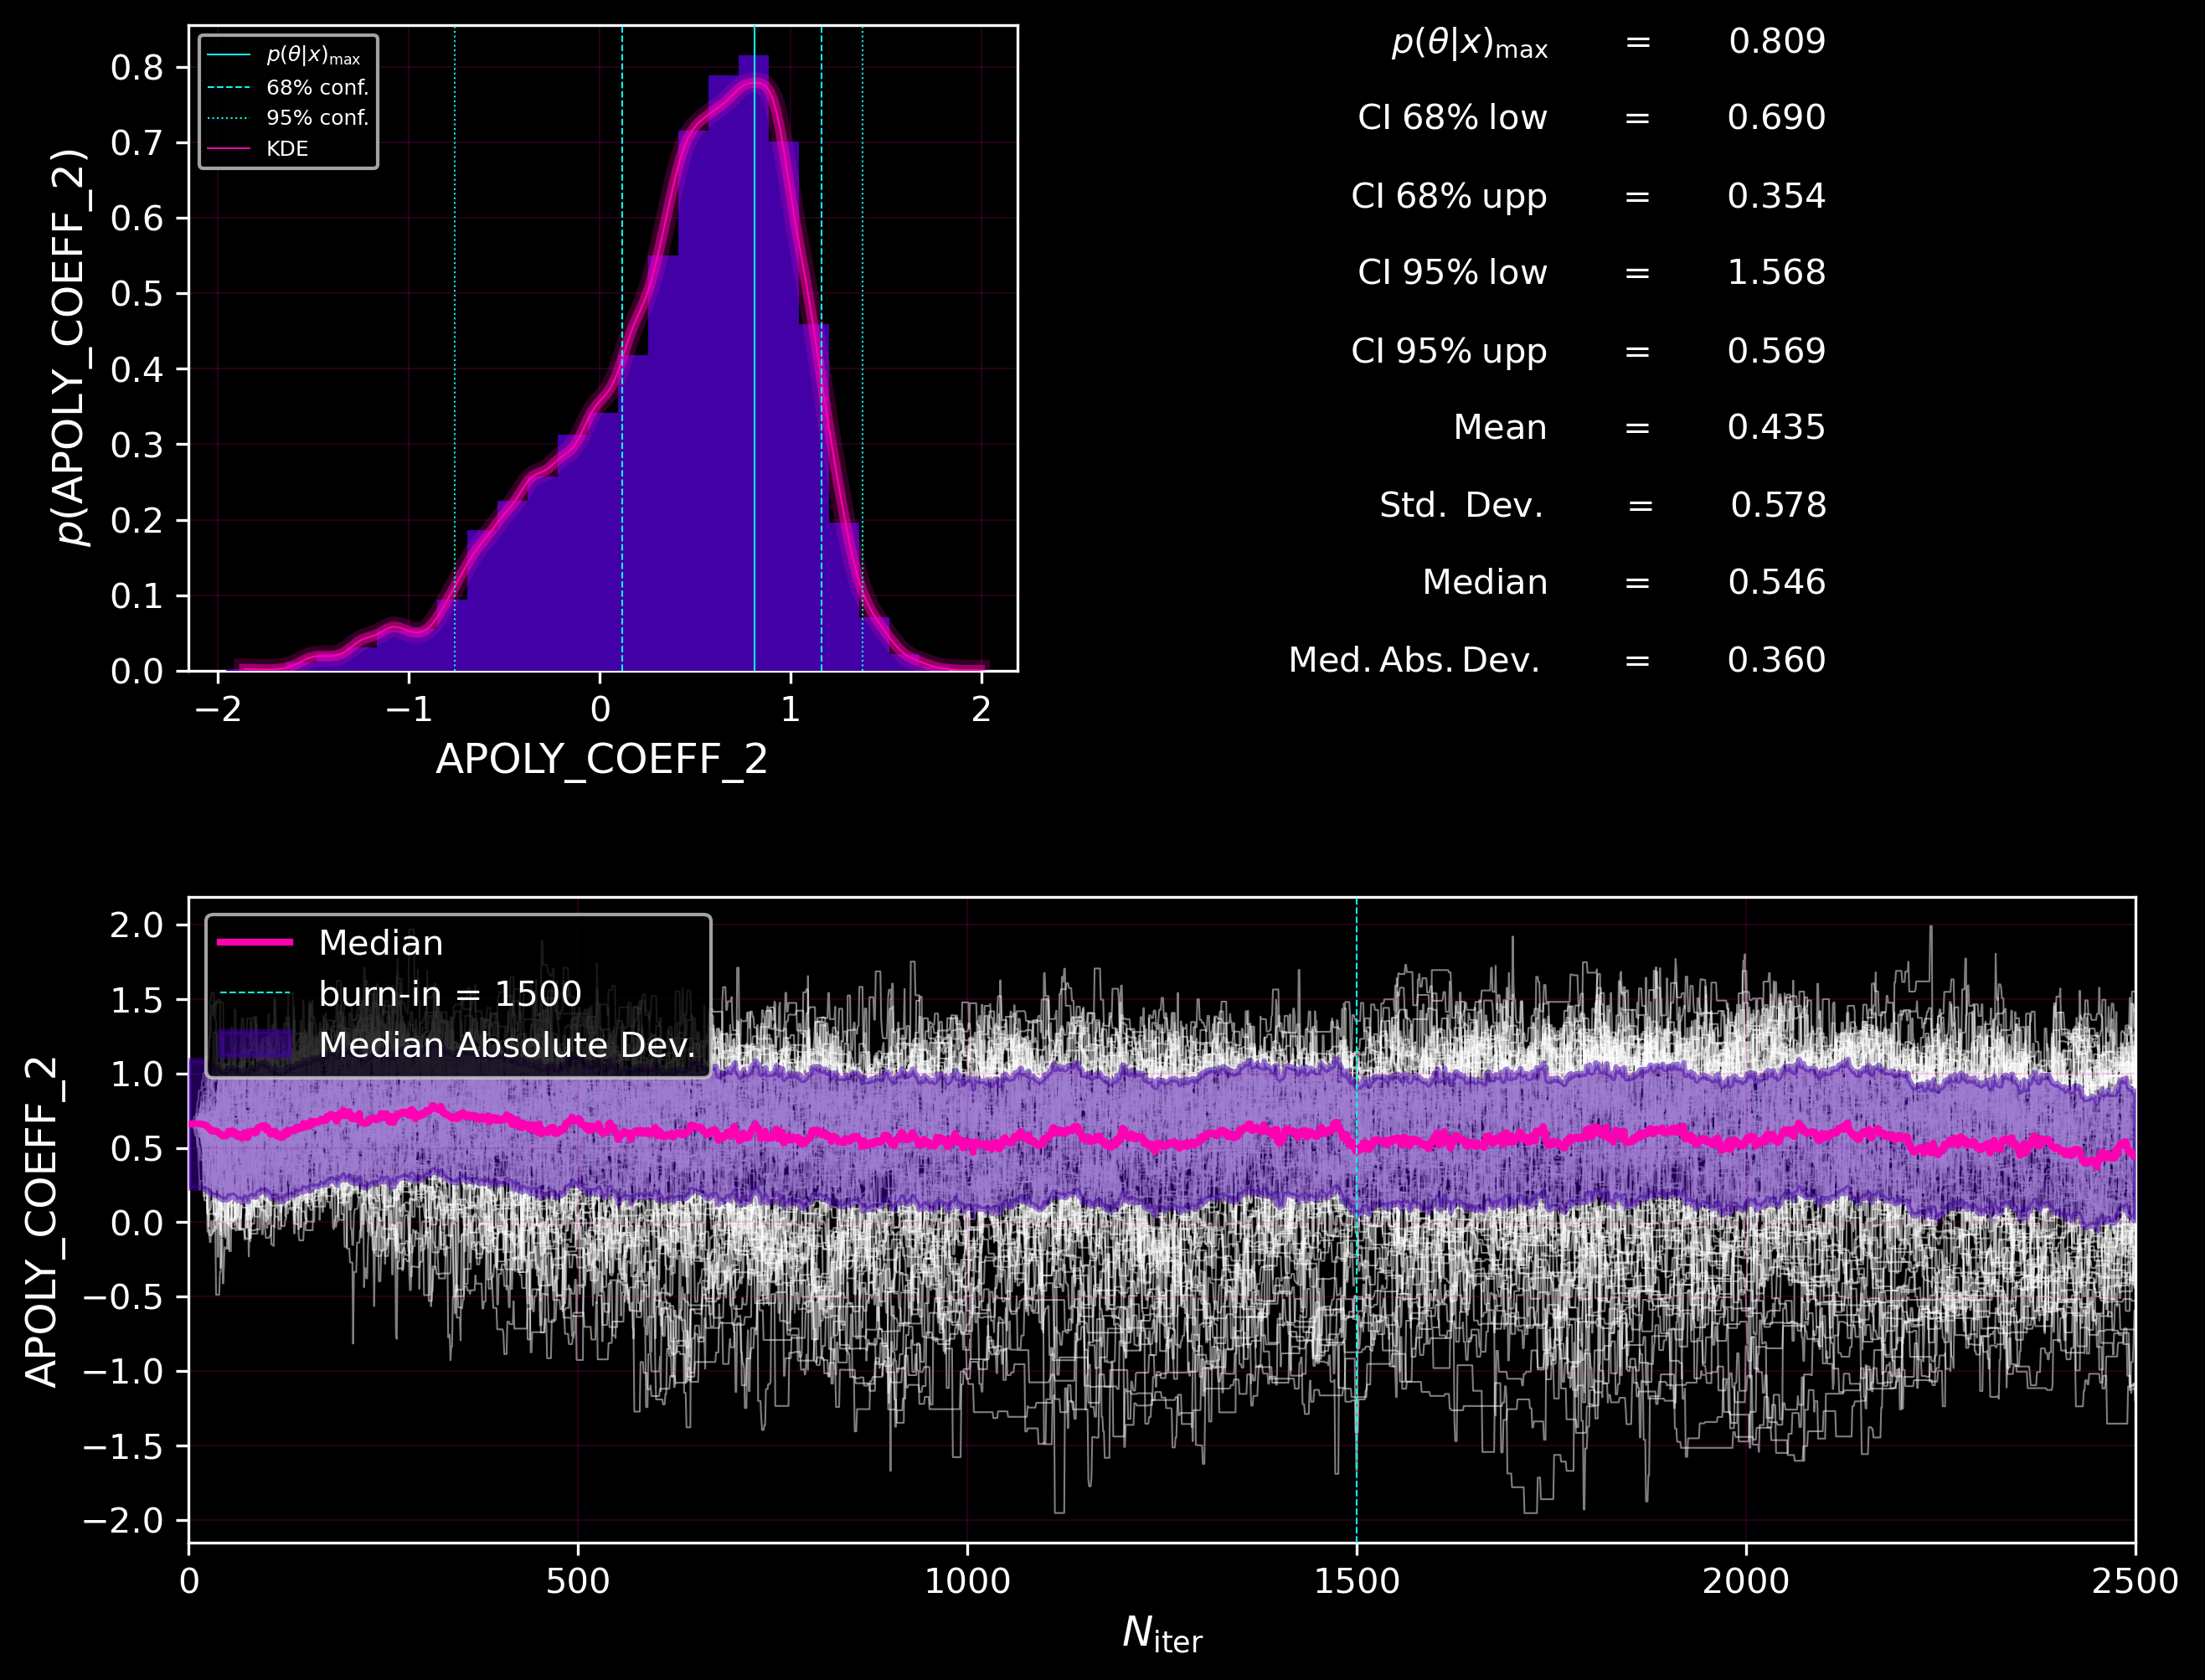 p(θ|x)max
68% conf.
95% conf.
KDE
0.8
0.7
0.6
0.5
0.4
0.3
0.2
0.1
0.0
p(APOLY_COEFF_2)
−2 −1 0 1 2
APOLY_COEFF_2
p(θ|x)max = 0.809
CI 68% low = 0.690
CI 68% upp = 0.354
CI 95% low = 1.568
CI 95% upp = 0.569
Mean = 0.435
Std. Dev. = 0.578
Median = 0.546
Med. Abs. Dev. = 0.360
Median
burn-in = 1500
Median Absolute Dev.
2.0
1.5
1.0
0.5
0.0
−0.5
−1.0
−1.5
−2.0
APOLY_COEFF_2
0 500 1000 1500 2000 2500
Niter